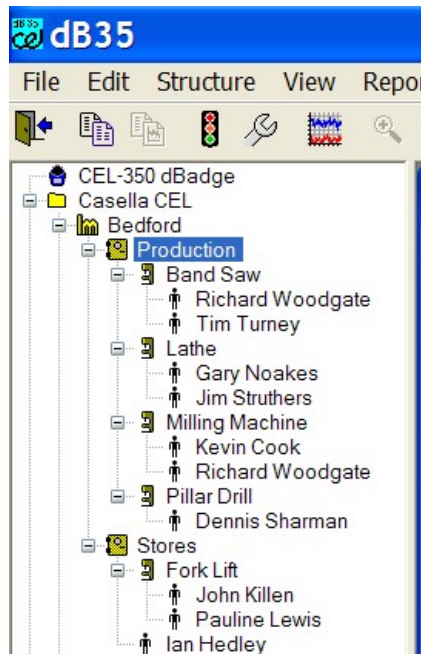 dB35
File Edit Structure View
CEL-350 dBadge
Casella CEL
Bedford
Production
Band Saw
Richard Woodgate
Tim Turney
Lathe
Gary Noakes
Jim Struthers
Milling Machine
Kevin Cook
Richard Woodgate
Pillar Drill
Dennis Sharman
Stores
Fork Lift
John Killen
Pauline Lewis
Ian Hedley